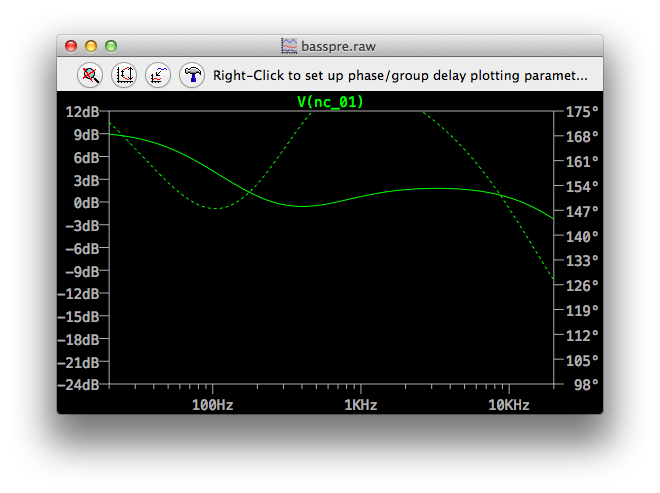 basspre.raw
Right-Click to set up phase/group delay plotting paramet...
V(nc_01)
12dB 175°
9dB 168°
6dB 161°
3dB 154°
0dB 147°
-3dB 140°
-6dB 133°
-9dB 126°
-12dB 119°
-15dB 112°
-18dB 105°
-21dB 98°
-24dB
100Hz 1KHz 10KHz